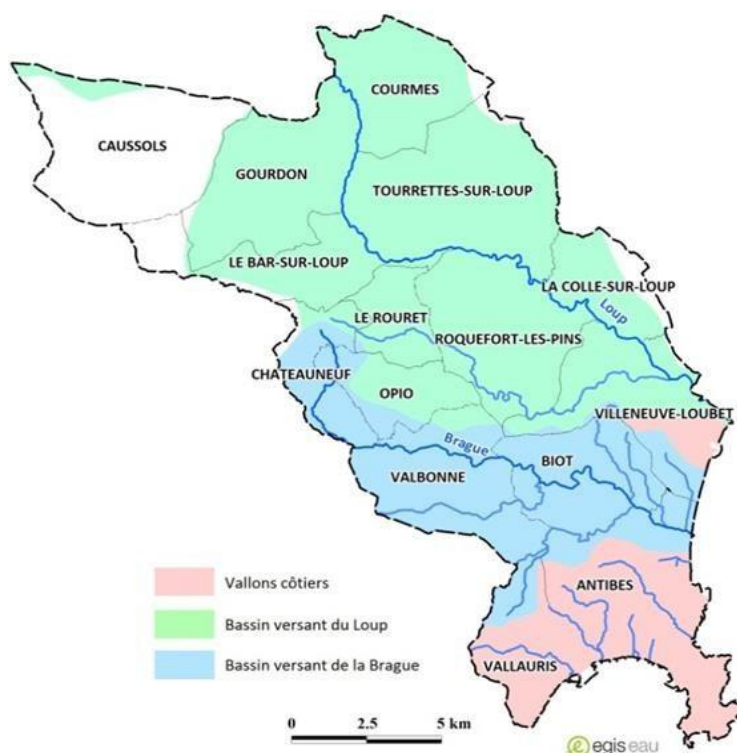 COURMES
CAUSSOLS
GOURDON
TOURRETTES-SUR-LOUP
LE BAR-SUR-LOUP
LA COLLE-SUR-LOUP
Loup
LE ROURET
ROQUEFORT-LES-PINS
CHATEAUNEUF
OPIO
VILLENEUVE-LOUBET
Brague
BIOT
VALBONNE
Vallons côtiers
ANTIBES
Bassin versant du Loup
Bassin versant de la Brague
VALLAURIS
0 2.5 5 km
egis eau